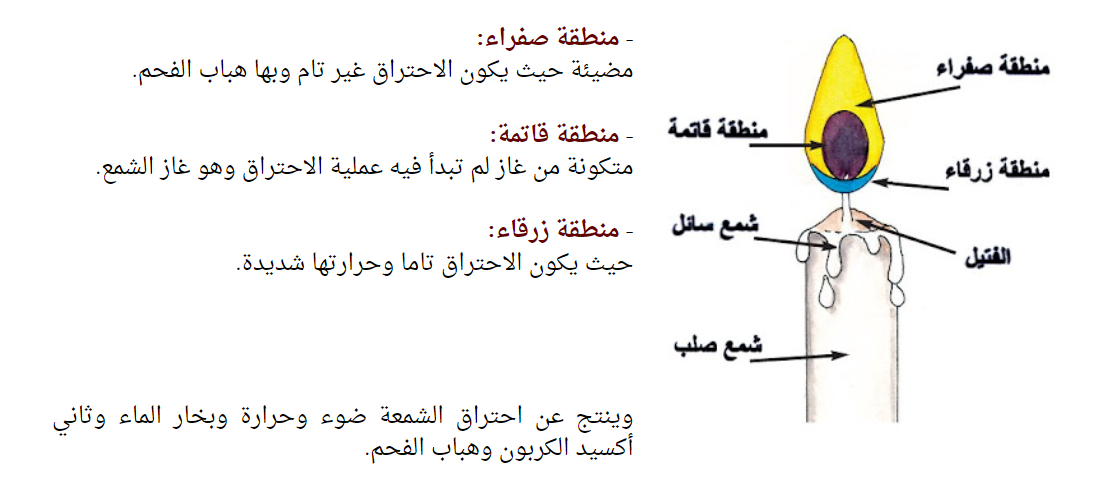 - منطقة صفراء:
مضيئة حيث يكون الاحتراق غير تام وبها هباب الفحم.
- منطقة قاتمة:
متكونة من غاز لم تبدأ فيه عملية الاحتراق وهو غاز الشمع.
- منطقة زرقاء:
حيث يكون الاحتراق تاما وحرارتها شديدة.
وينتج عن احتراق الشمعة ضوء وحرارة وبخار الماء وثاني
أكسيد الكربون وهباب الفحم.
منطقة صفراء
منطقة قاتمة
منطقة زرقاء
شمع سائل
الفتيل
شمع صلب